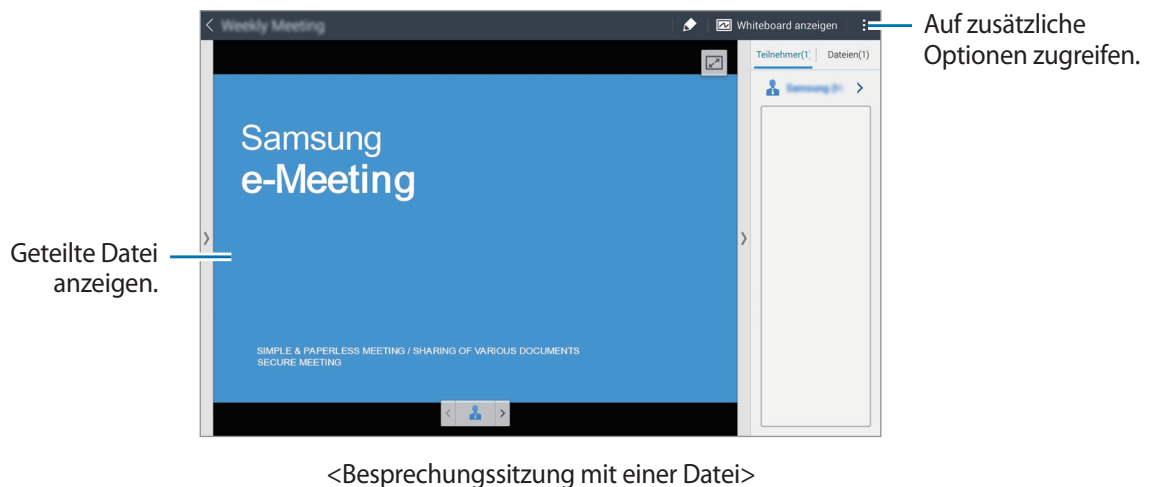 Weekly Meeting
Whiteboard anzeigen
Auf zusätzliche
Optionen zugreifen.
Teilnehmer(1)
Dateien(1)
Samsung
e-Meeting
Geteilte Datei
anzeigen.
SIMPLE & PAPERLESS MEETING / SHARING OF VARIOUS DOCUMENTS
SECURE MEETING
<Besprechungssitzung mit einer Datei>